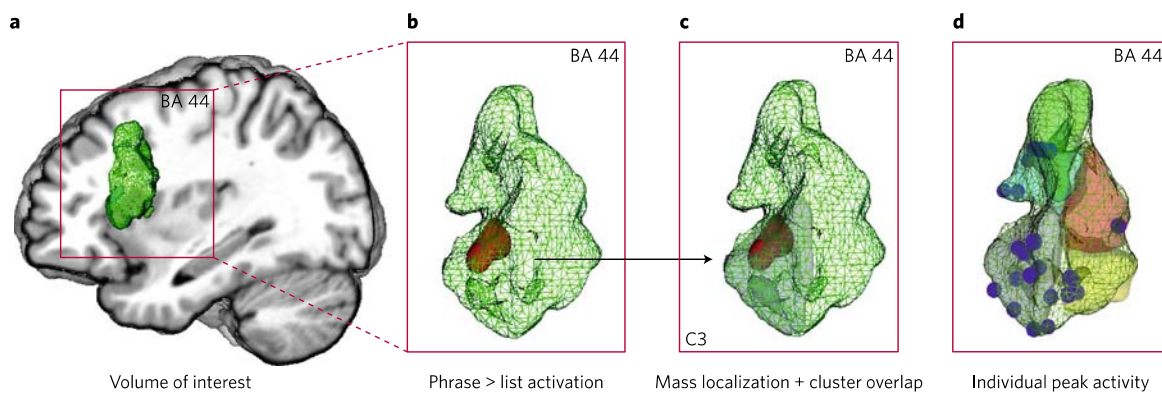 a
b
c
d
BA 44
BA 44
BA 44
BA 44
C3
Volume of interest
Phrase > list activation
Mass localization + cluster overlap
Individual peak activity